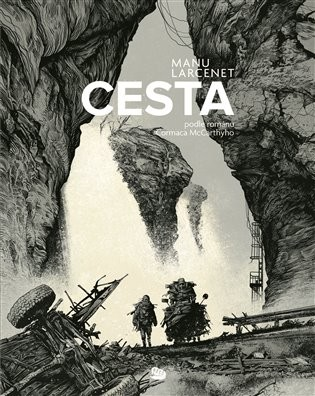 MANU
LARCENET
CESTA
podle románu
Cormaca McCarthyho